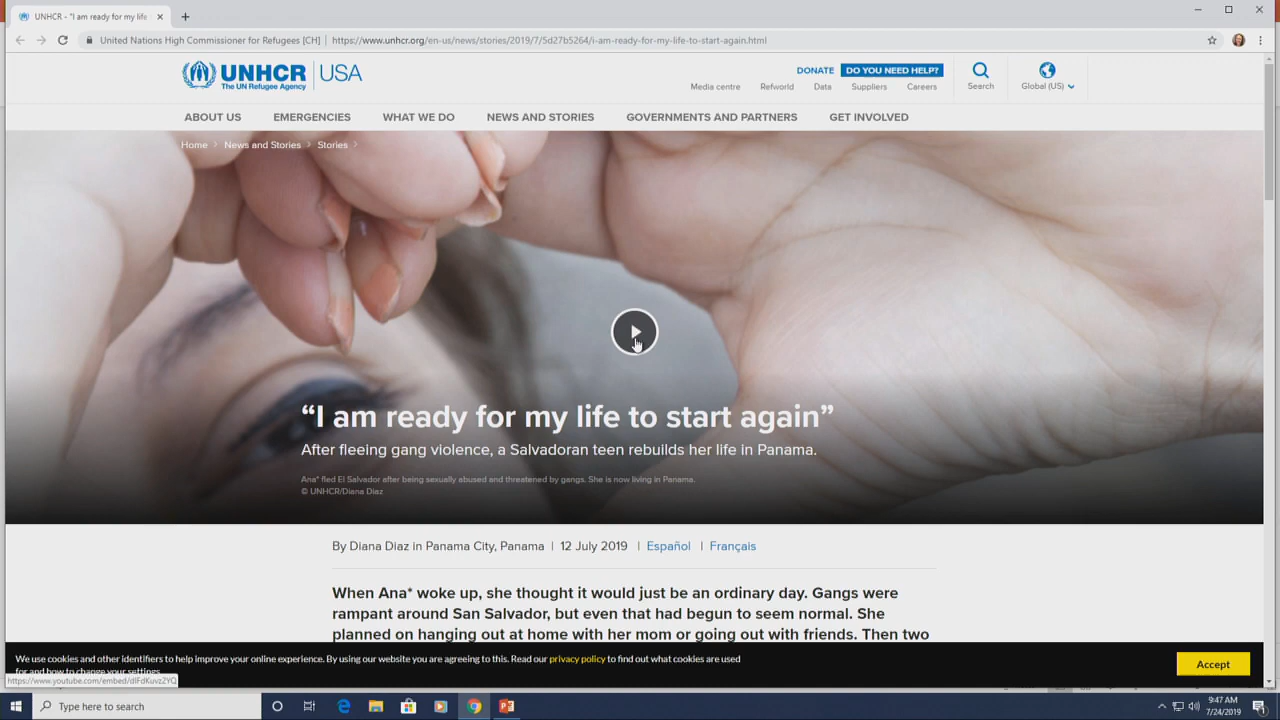 UNHCR - "I am ready for my life
United Nations High Commissioner for Refugees [CH] | https://www.unhcr.org/en-us/news/stories/2019/7/5d27b5264/i-am-ready-for-my-life-to-start-again.html
UNHCR USA
The UN Refugee Agency
DONATE DO YOU NEED HELP?
Media centre Refworld Data Suppliers Careers
Search
Global (US)
ABOUT US EMERGENCIES WHAT WE DO NEWS AND STORIES GOVERNMENTS AND PARTNERS GET INVOLVED
Home > News and Stories > Stories >
“I am ready for my life to start again”
After fleeing gang violence, a Salvadoran teen rebuilds her life in Panama.
Ana* fled El Salvador after being sexually abused and threatened by gangs. She is now living in Panama.
© UNHCR/Diana Diaz
By Diana Diaz in Panama City, Panama | 12 July 2019 | Español | Français
When Ana* woke up, she thought it would just be an ordinary day. Gangs were
rampant around San Salvador, but even that had begun to seem normal. She
planned on hanging out at home with her mom or going out with friends. Then two
We use cookies and other identifiers to help improve your online experience. By using our website you are agreeing to this. Read our privacy policy to find out what cookies are used
for and how to change your settings.
Accept
https://www.youtube.com/embed/dlFdKuvz2YQ
Type here to search
9:47 AM
7/24/2019